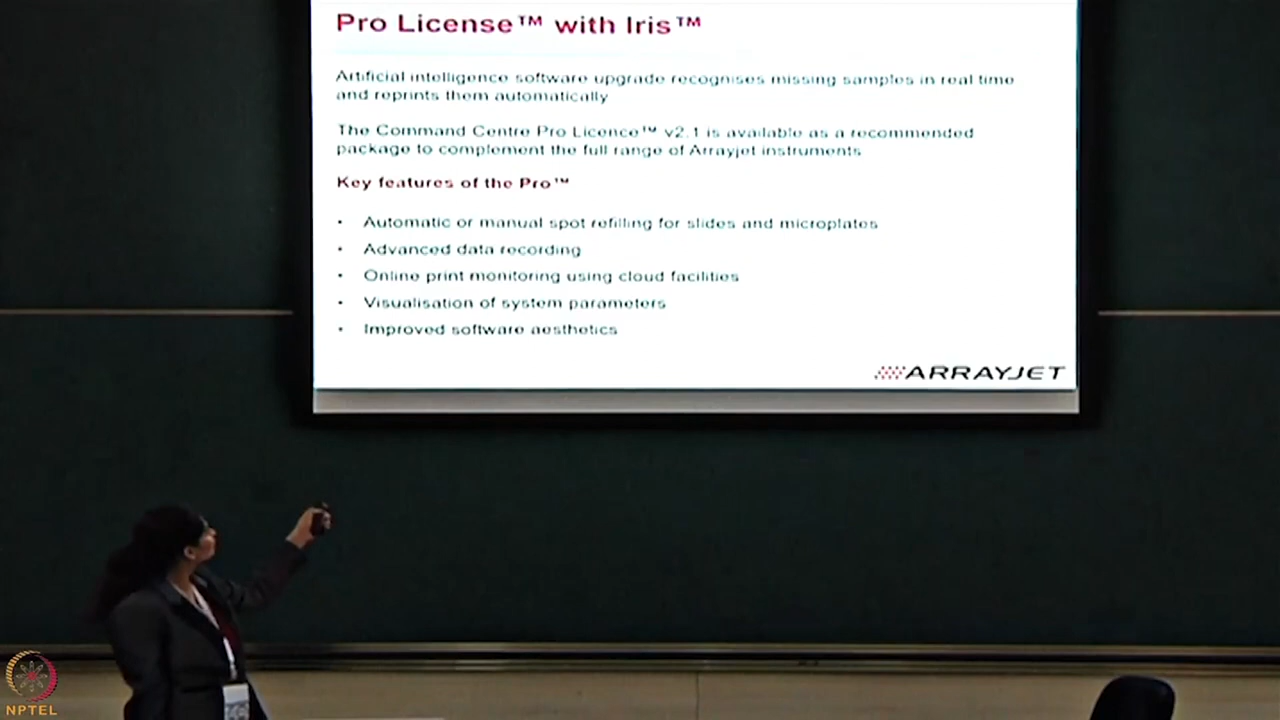 Pro License™ with Iris™
Artificial intelligence software upgrade recognises missing samples in real time
and reprints them automatically
The Command Centre Pro Licence™ v2.1 is available as a recommended
package to complement the full range of Arrayjet instruments
Key features of the Pro™
• Automatic or manual spot refilling for slides and microplates
• Advanced data recording
• Online print monitoring using cloud facilities
• Visualisation of system parameters
• Improved software aesthetics
ARRAYJET
NPTEL